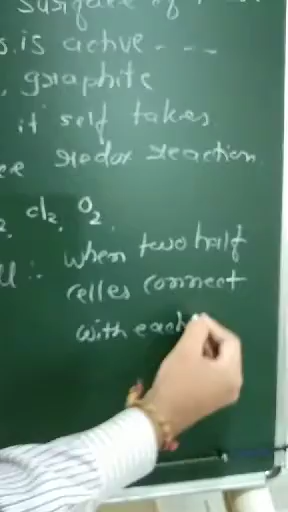 surface of
s. is active - - - -
, graphite
it self takes
redox reaction
2, cl2, O2,
ll :- when two half
celles connect
with each